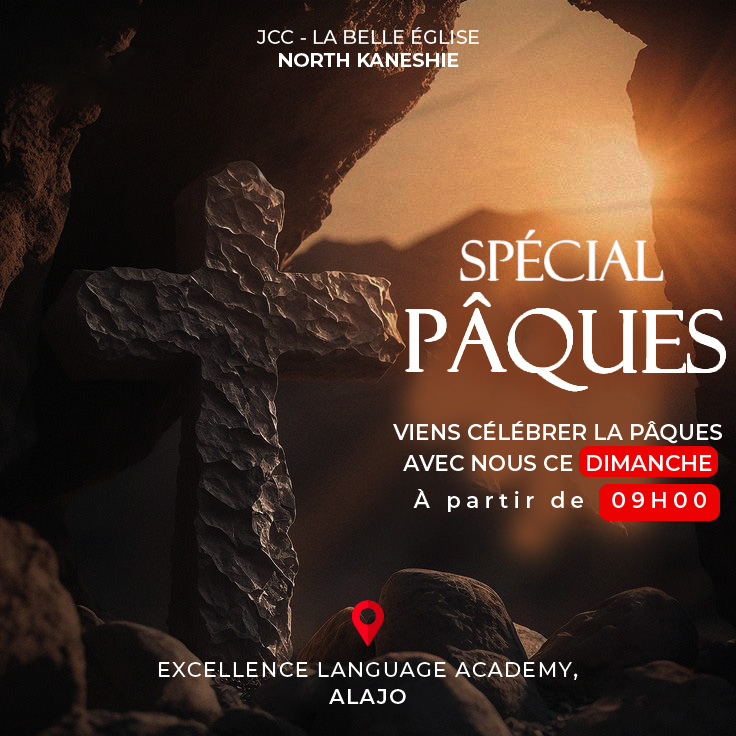 JCC - LA BELLE ÉGLISE
NORTH KANESHIE
SPÉCIAL
PÂQUES
VIENS CÉLÉBRER LA PÂQUES
AVEC NOUS CE DIMANCHE
À partir de 09H00
EXCELLENCE LANGUAGE ACADEMY,
ALAJO